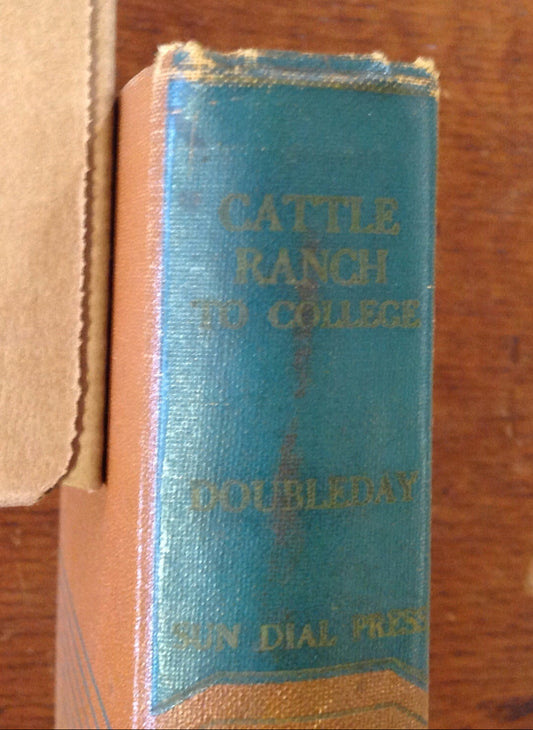 CATTLE
RANCH
TO COLLEGE
DOUBLEDAY
SUN DIAL PRESS